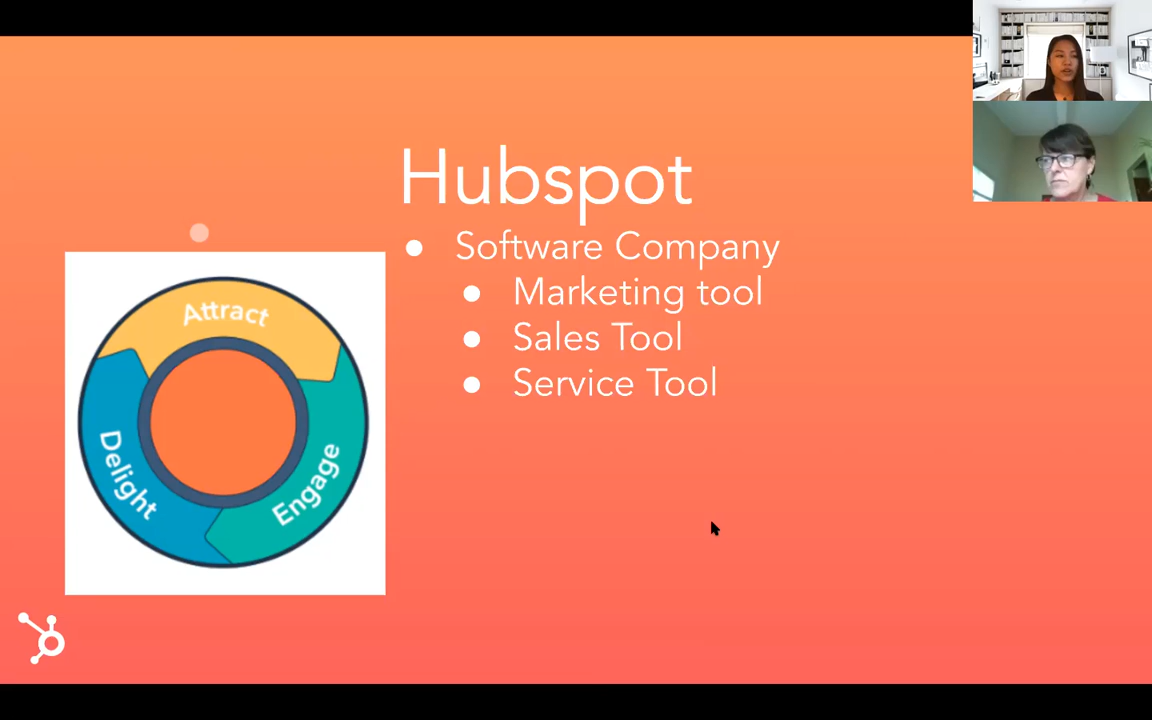 Hubspot
● Software Company
● Marketing tool
● Sales Tool
● Service Tool
Attract
Engage
Delight